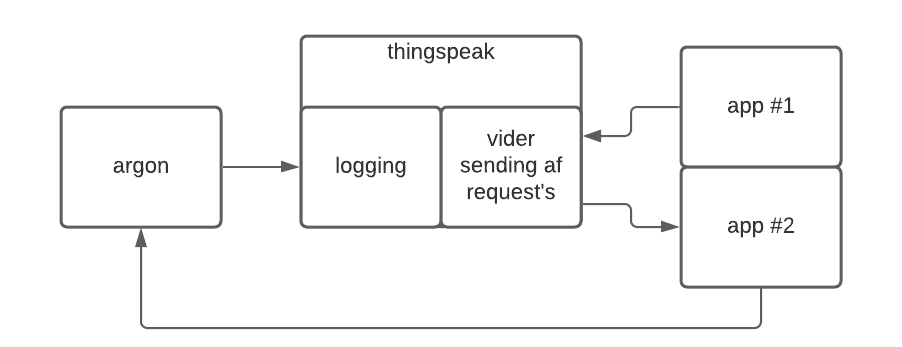 thingspeak
argon
logging
vider
sending af
request's
app #1
app #2